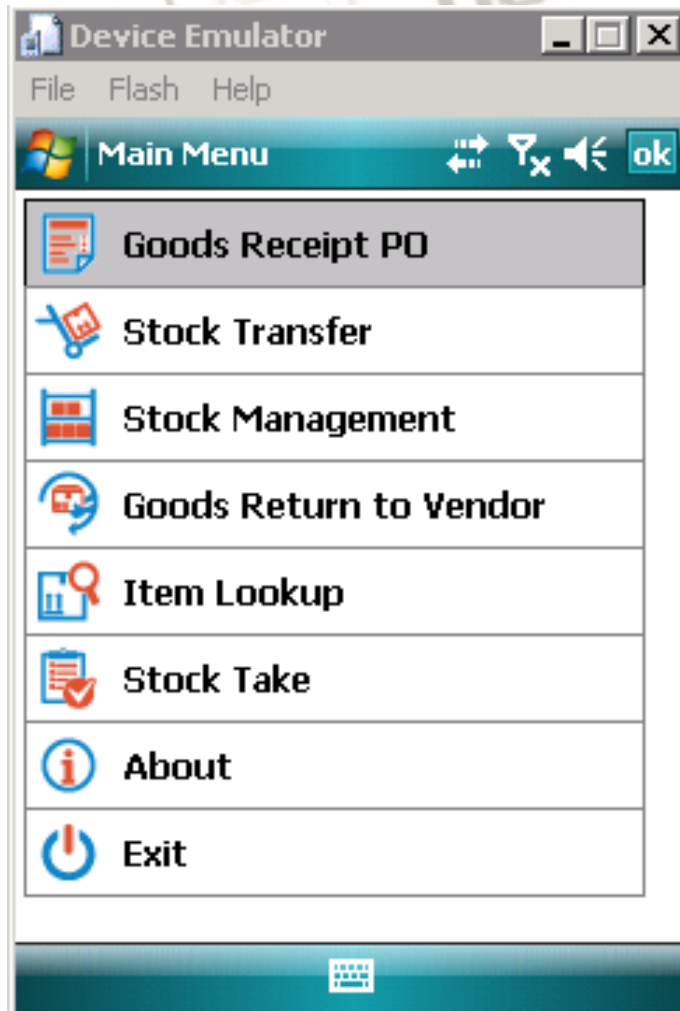 Device Emulator
File Flash Help
Main Menu ok
Goods Receipt PO
Stock Transfer
Stock Management
Goods Return to Vendor
Item Lookup
Stock Take
About
Exit